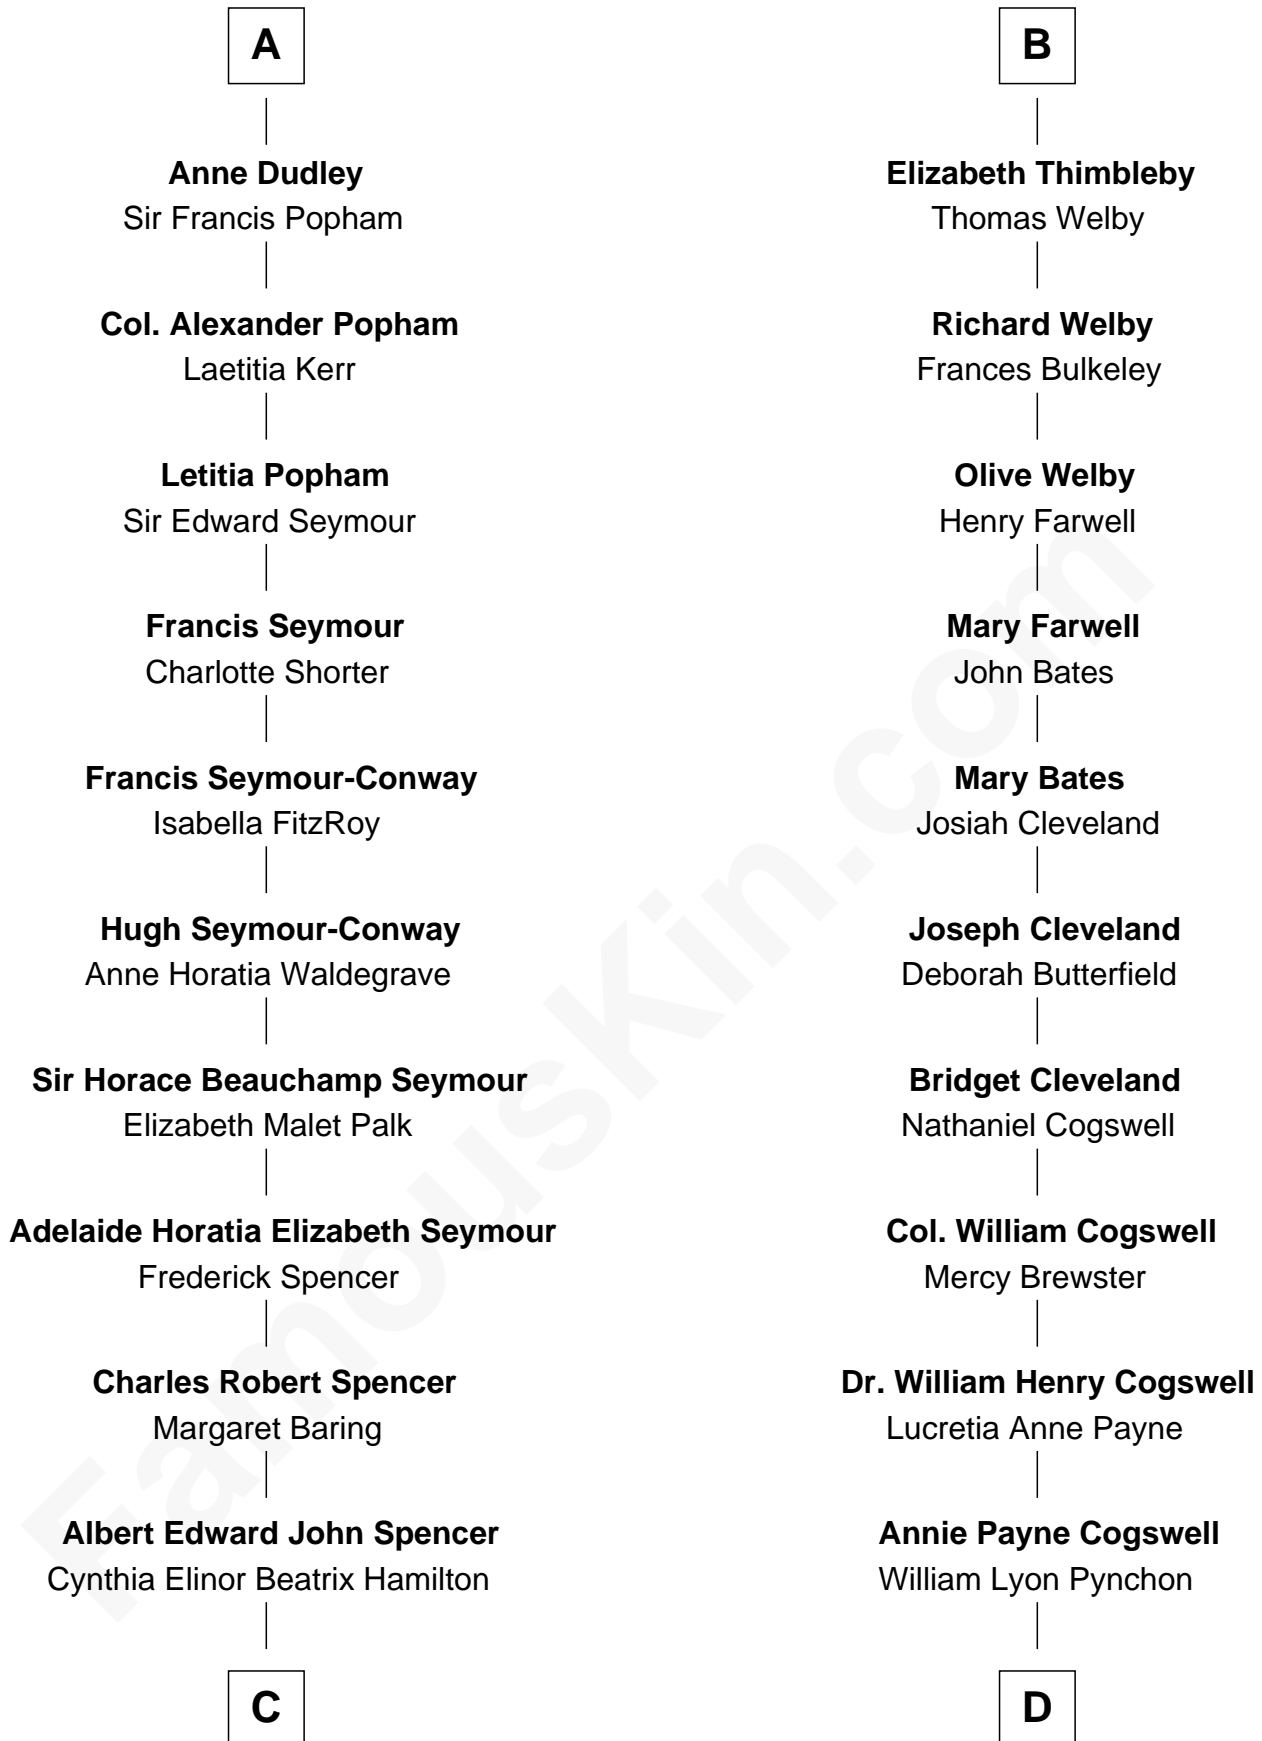 A
Anne Dudley
Sir Francis Popham
Col. Alexander Popham
Laetitia Kerr
Letitia Popham
Sir Edward Seymour
Francis Seymour
Charlotte Shorter
Francis Seymour-Conway
Isabella FitzRoy
Hugh Seymour-Conway
Anne Horatia Waldegrave
Sir Horace Beauchamp Seymour
Elizabeth Malet Palk
Adelaide Horatia Elizabeth Seymour
Frederick Spencer
Charles Robert Spencer
Margaret Baring
Albert Edward John Spencer
Cynthia Elinor Beatrix Hamilton
C
B
Elizabeth Thimbleby
Thomas Welby
Richard Welby
Frances Bulkeley
Olive Welby
Henry Farwell
Mary Farwell
John Bates
Mary Bates
Josiah Cleveland
Joseph Cleveland
Deborah Butterfield
Bridget Cleveland
Nathaniel Cogswell
Col. William Cogswell
Mercy Brewster
Dr. William Henry Cogswell
Lucretia Anne Payne
Annie Payne Cogswell
William Lyon Pynchon
D
FamousKin.com